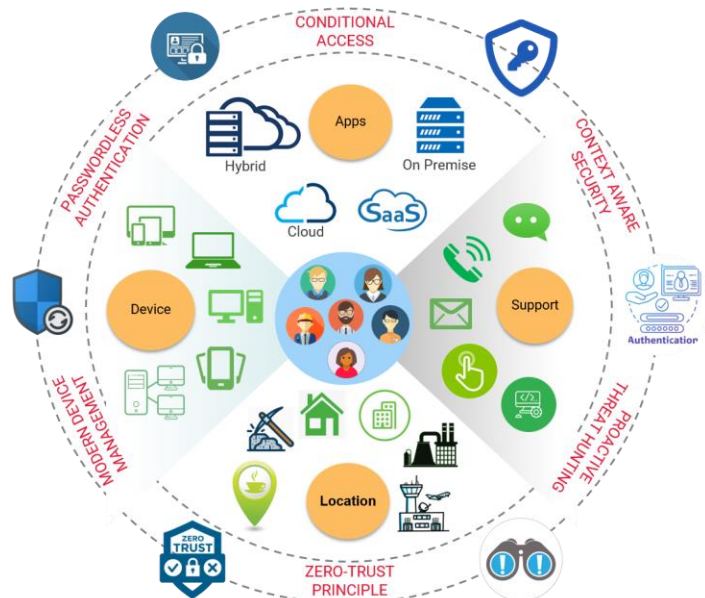 CONDITIONAL
ACCESS
PASSWORDLESS
AUTHENTICATION
CONTEXT AWARE
SECURITY
Apps
Hybrid
On Premise
Cloud
SaaS
Device
Support
Authentication
MODERN DEVICE
MANAGEMENT
PROACTIVE
THREAT HUNTING
Location
ZERO
TRUST
ZERO-TRUST
PRINCIPLE